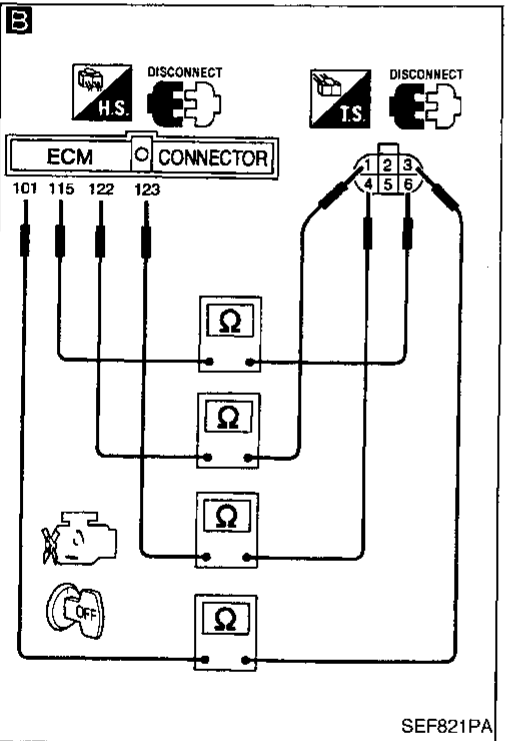 B
DISCONNECT
H.S.
DISCONNECT
T.S.
ECM CONNECTOR
101 115 122 123
1 2 3
4 5 6
Ω
Ω
Ω
Ω
OFF
SEF821PA